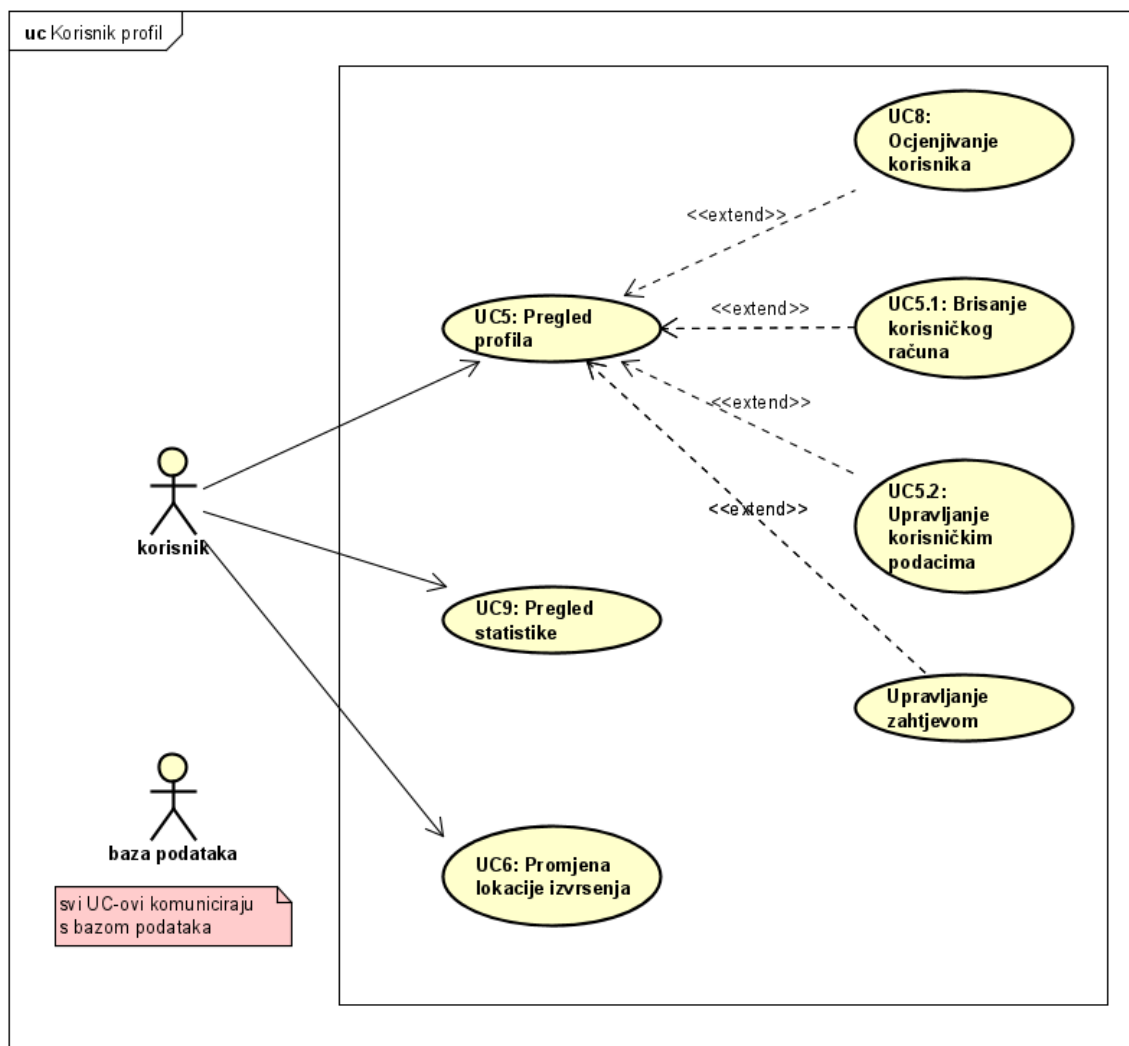 uc Korisnik profil
UC8:
Ocjenjivanje
korisnika
<<extend>>
UC5: Pregled
profila
<<extend>>
UC5.1: Brisanje
korisničkog
računa
<<extend>>
UC5.2:
Upravljanje
korisničkim
podacima
<<extend>>
korisnik
UC9: Pregled
statistike
Upravljanje
zahtjevom
baza podataka
UC6: Promjena
lokacije izvrsenja
svi UC-ovi komuniciraju
s bazom podataka